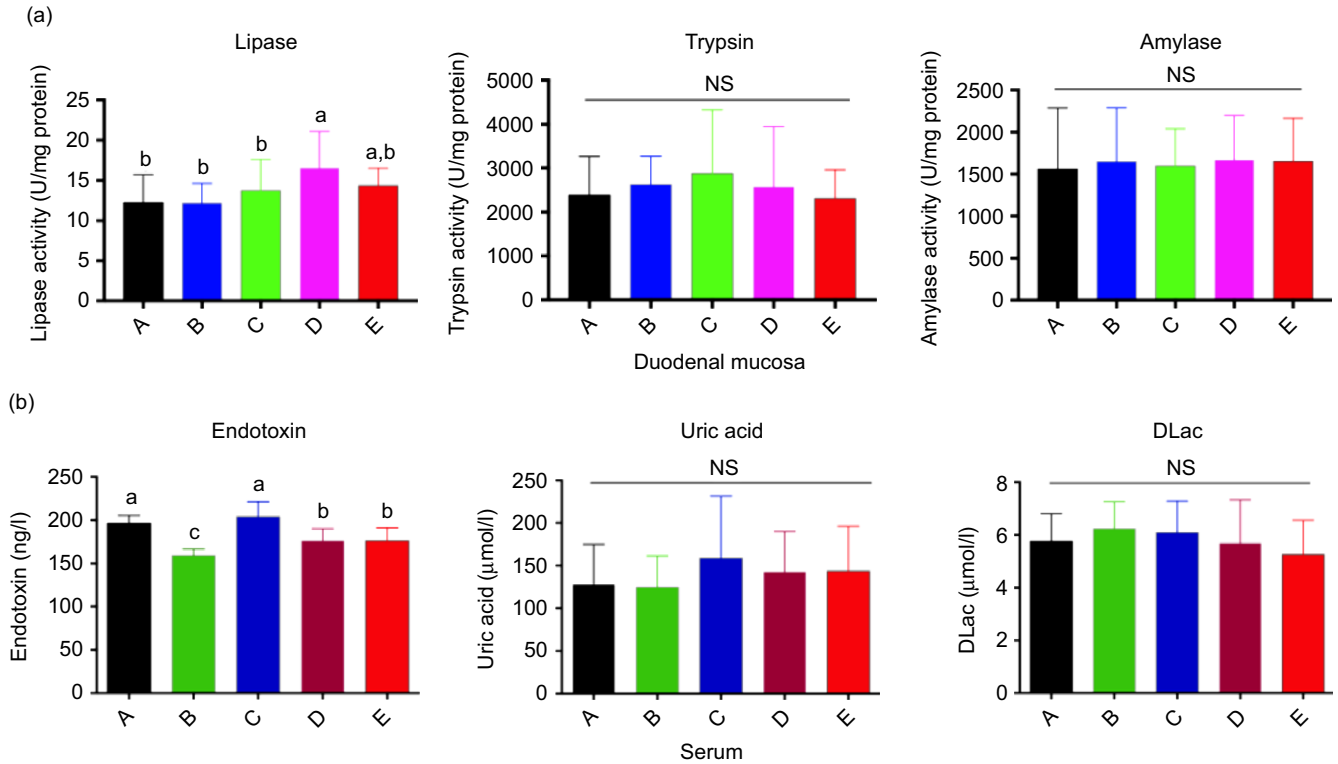 (a)
Lipase
Lipase activity (U/mg protein)
25
20
15
10
5
0
b
b
b
a
a,b
A
B
C
D
E
Trypsin
NS
Trypsin activity (U/mg protein)
5000
4000
3000
2000
1000
0
A
B
C
D
E
Duodenal mucosa
Amylase
NS
Amylase activity (U/mg protein)
2500
2000
1500
1000
500
0
A
B
C
D
E
(b)
Endotoxin
Endotoxin (ng/l)
250
200
150
100
50
0
a
c
a
b
b
A
B
C
D
E
Uric acid
NS
Uric acid (μmol/l)
250
200
150
100
50
0
A
B
C
D
E
Serum
DLac
NS
DLac (μmol/l)
8
6
4
2
0
A
B
C
D
E